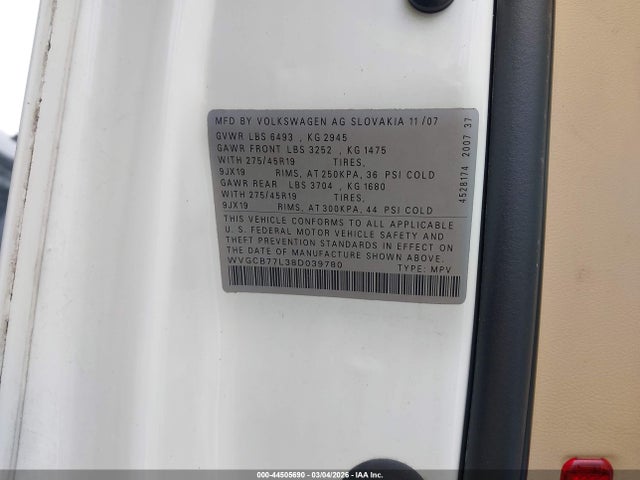 MFD BY VOLKSWAGEN AG SLOVAKIA 11/07
GVWR LBS 6493 , KG 2945
GAWR FRONT LBS 3252 , KG 1475
WITH 275/45R19 TIRES,
9JX19 RIMS, AT 250KPA, 36 PSI COLD
GAWR REAR LBS 3704 , KG 1680
WITH 275/45R19 TIRES,
9JX19 RIMS, AT 300KPA, 44 PSI COLD
THIS VEHICLE CONFORMS TO ALL APPLICABLE
U. S. FEDERAL MOTOR VEHICLE SAFETY AND
THEFT PREVENTION STANDARDS IN EFFECT ON
THE DATE OF MANUFACTURE SHOWN ABOVE.
WVGCB77L38D039780 TYPE: MPV
4528174 2007 37
000-44505690 - 03/04/2026 - IAA Inc.